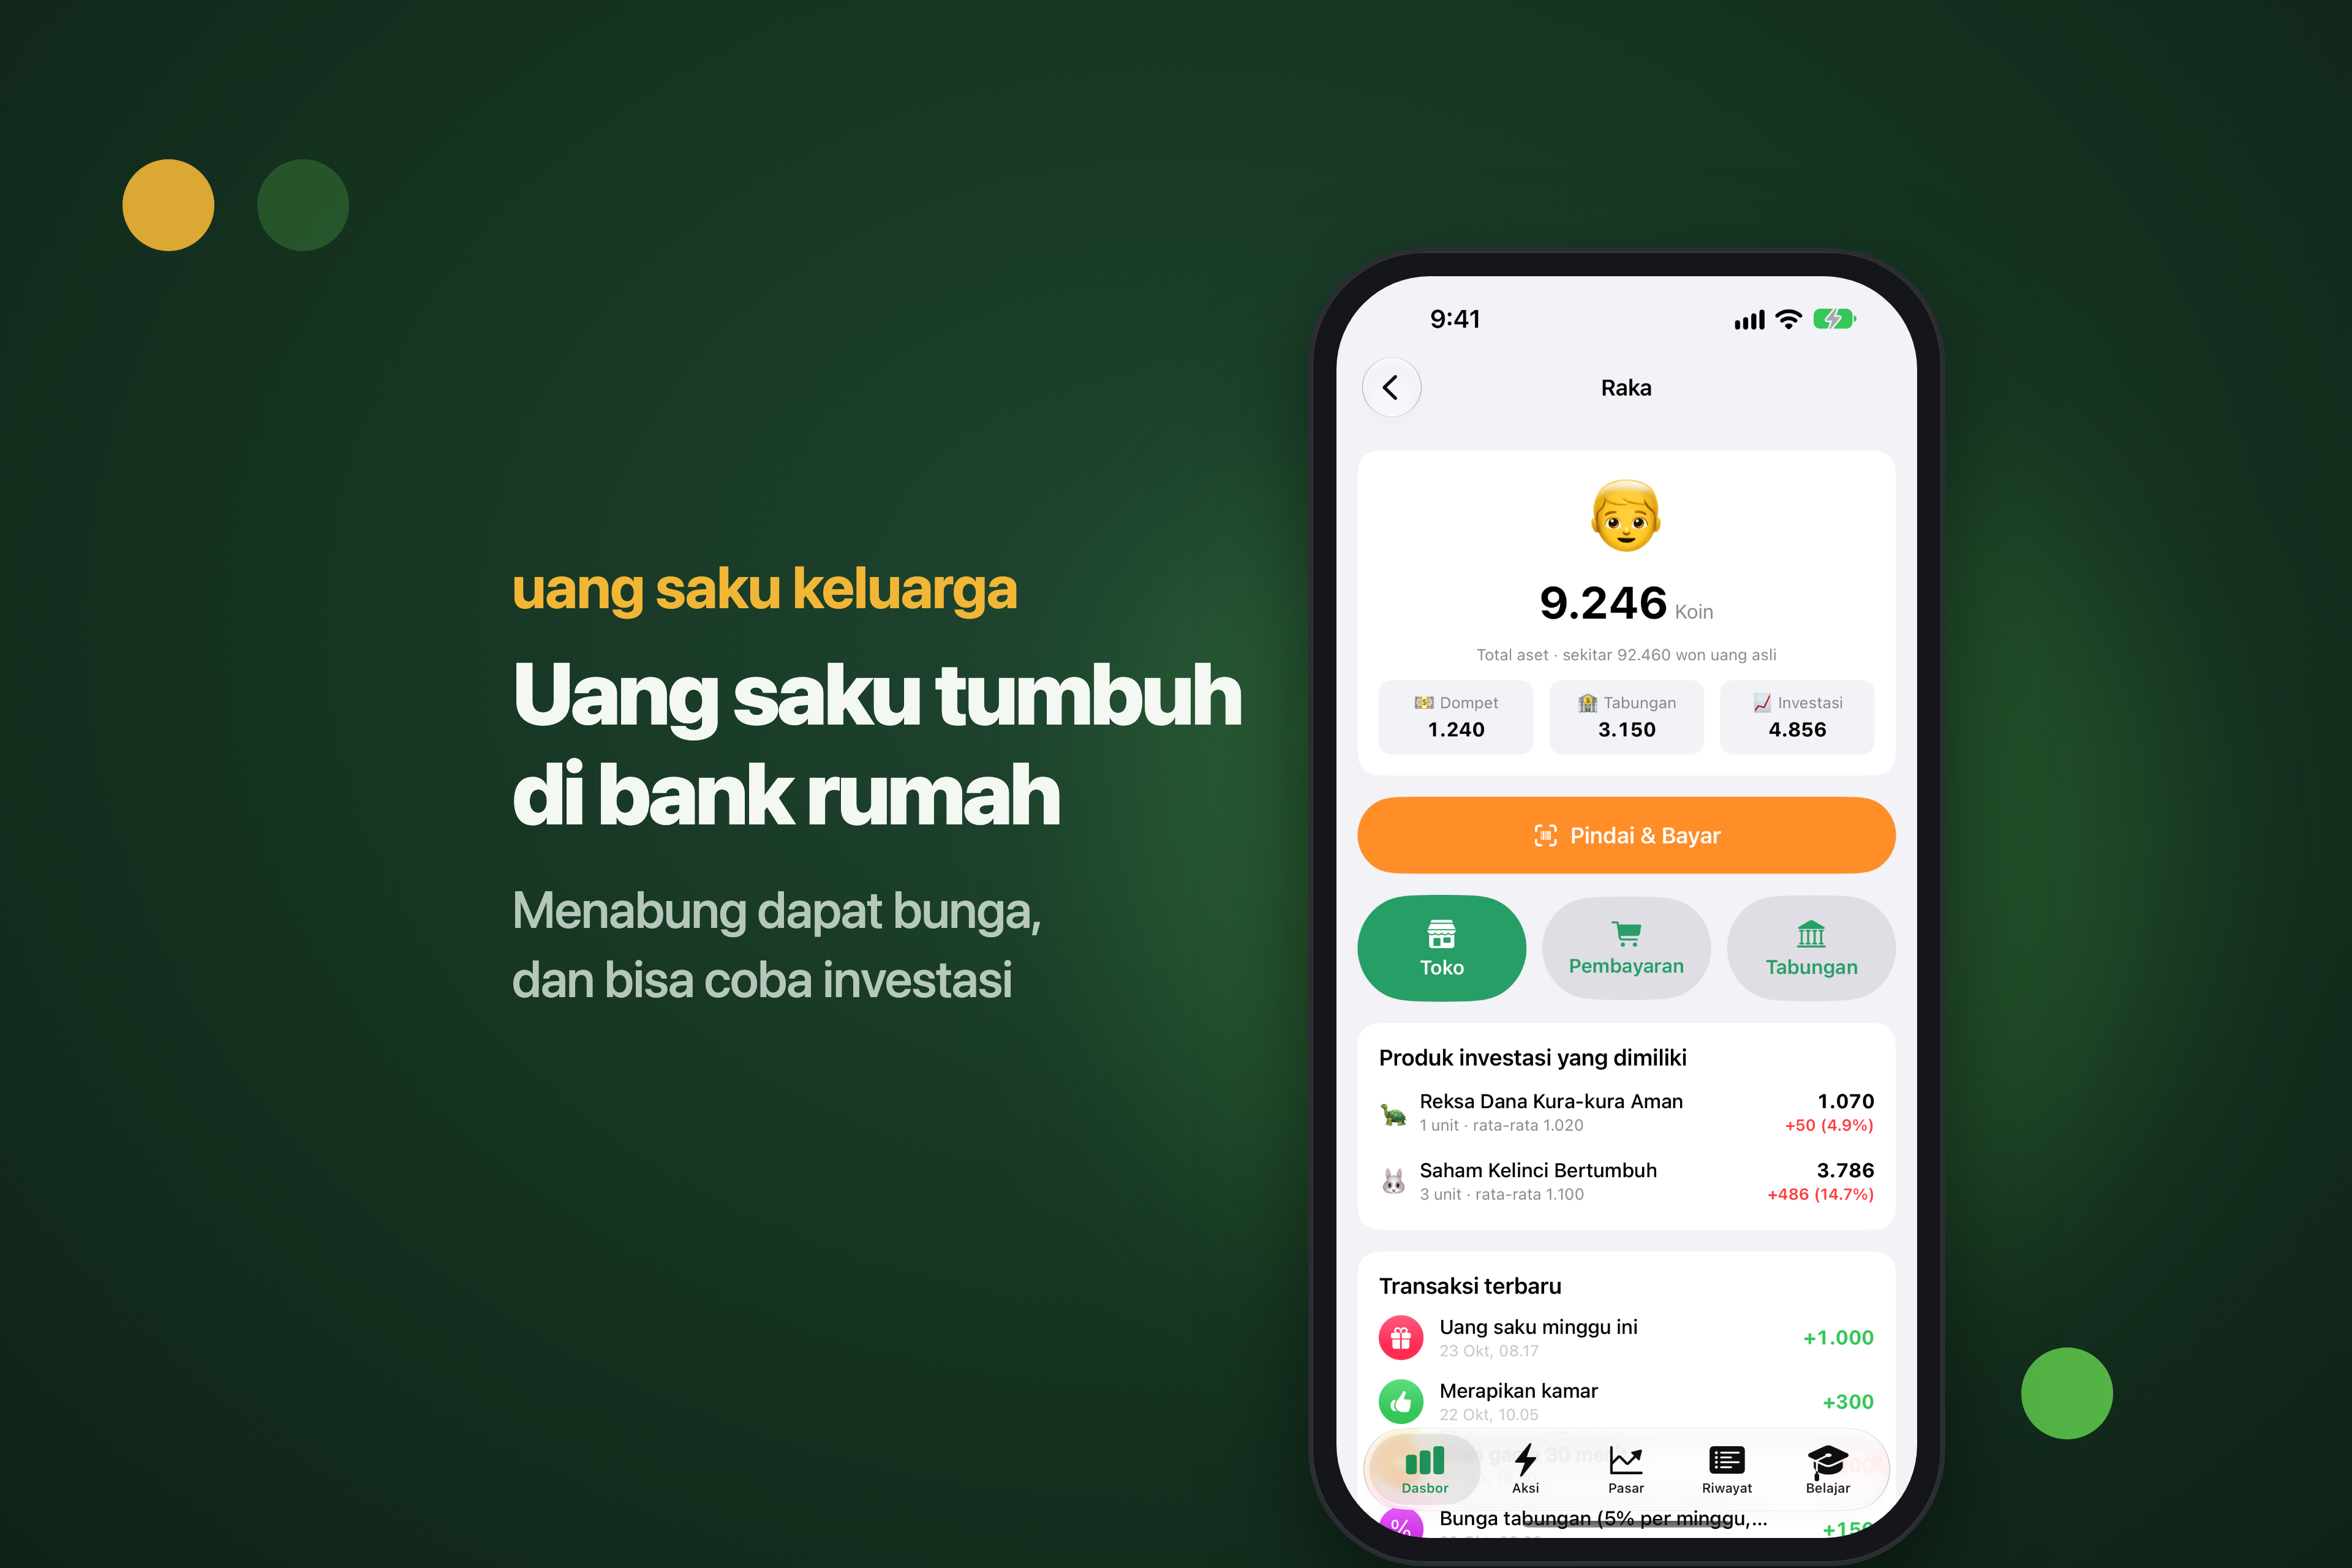 uang saku keluarga
Uang saku tumbuh
di bank rumah
Menabung dapat bunga,
dan bisa coba investasi
9:41
Raka
9.246 Koin
Total aset · sekitar 92.460 won uang asli
Dompet
1.240
Tabungan
3.150
Investasi
4.856
Pindai & Bayar
Toko
Pembayaran
Tabungan
Produk investasi yang dimiliki
Reksa Dana Kura-kura Aman
1.070
1 unit · rata-rata 1.020
+50 (4.9%)
Saham Kelinci Bertumbuh
3.786
3 unit · rata-rata 1.100
+486 (14.7%)
Transaksi terbaru
Uang saku minggu ini
23 Okt, 08.17
+1.000
Merapikan kamar
22 Okt, 10.05
+300
Dasbor
Aksi
Pasar
Riwayat
Belajar
Bunga tabungan (5% per minggu,...
+150